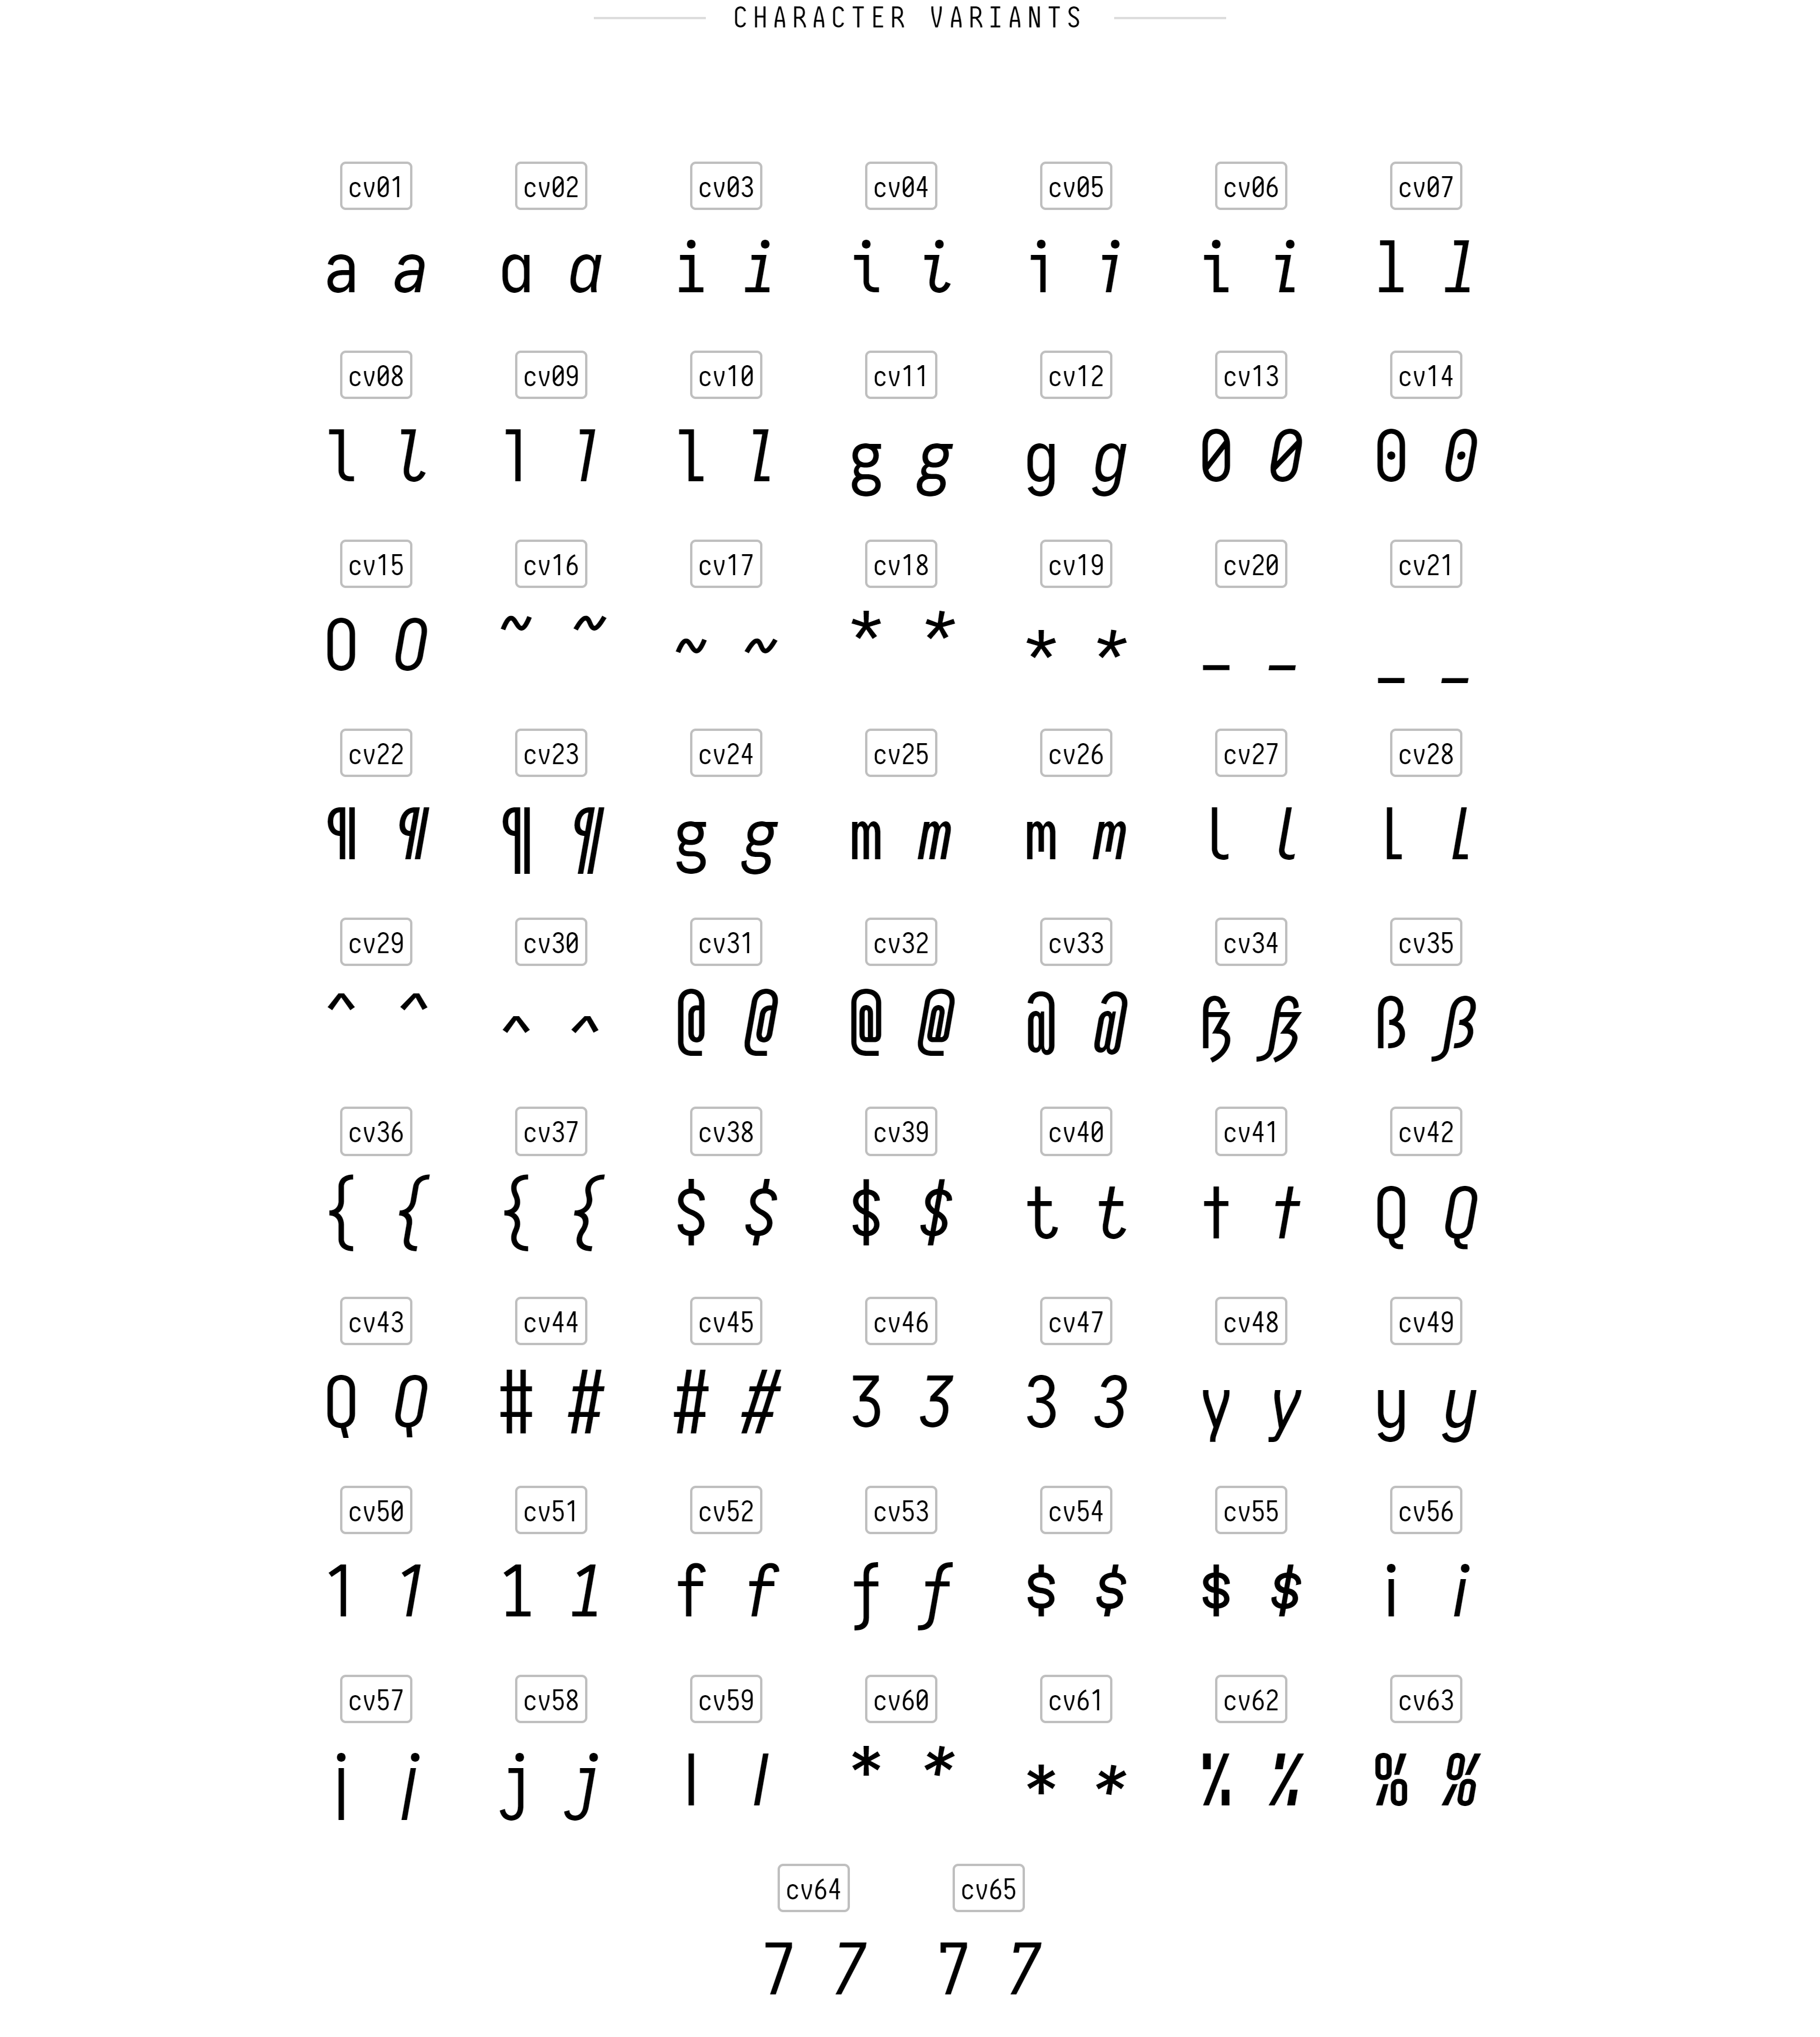 CHARACTER VARIANTS
cv01 cv02 cv03 cv04 cv05 cv06 cv07
a a ɑ ɑ i i i i i i i i l l
cv08 cv09 cv10 cv11 cv12 cv13 cv14
l l l l l l g g g g 0 0 0 0
cv15 cv16 cv17 cv18 cv19 cv20 cv21
0 0 ~ ~ ~ ~ * * * * _ _ _ _
cv22 cv23 cv24 cv25 cv26 cv27 cv28
¶ ¶ ¶ ¶ g g m m m m l l l l
cv29 cv30 cv31 cv32 cv33 cv34 cv35
^ ^ ^ ^ @ @ @ @ @ @ ß ß ß ß
cv36 cv37 cv38 cv39 cv40 cv41 cv42
{ { { { $ $ $ $ t t t t Q Q
cv43 cv44 cv45 cv46 cv47 cv48 cv49
Q Q # # # # 3 3 3 3 y y y y
cv50 cv51 cv52 cv53 cv54 cv55 cv56
1 1 1 1 f f f f $ $ $ $ i i
cv57 cv58 cv59 cv60 cv61 cv62 cv63
j j j j l l * * * * % % % %
cv64 cv65
7 7 7 7